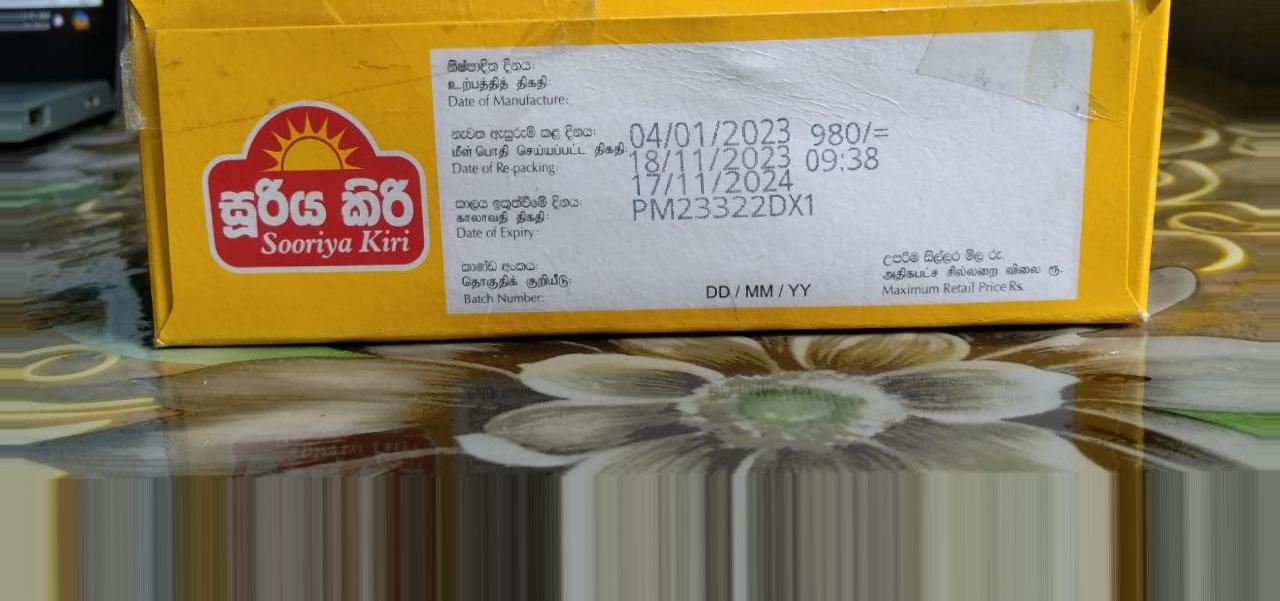 සූරිය කිරි
Sooriya Kiri
නිෂ්පාදිත දිනය:
உற்பத்தித் திகதி:
Date of Manufacture:
නැවත ඇසුරුම් කළ දිනය:
மீள் பொதி செய்யப்பட்ட திகதி:
Date of Re-packing:
04/01/2023 980/=
18/11/2023 09:38
17/11/2024
PM23322DX1
කාලය ඉකුත්වීමේ දිනය:
காலாவதி திகதி:
Date of Expiry:
කාණ්ඩ අංකය:
தொகுதிக் குறியீடு:
Batch Number:
DD / MM / YY
උපරිම සිල්ලර මිල රු.
அதிகபட்ச சில்லறை விலை ரூ.
Maximum Retail Price Rs.